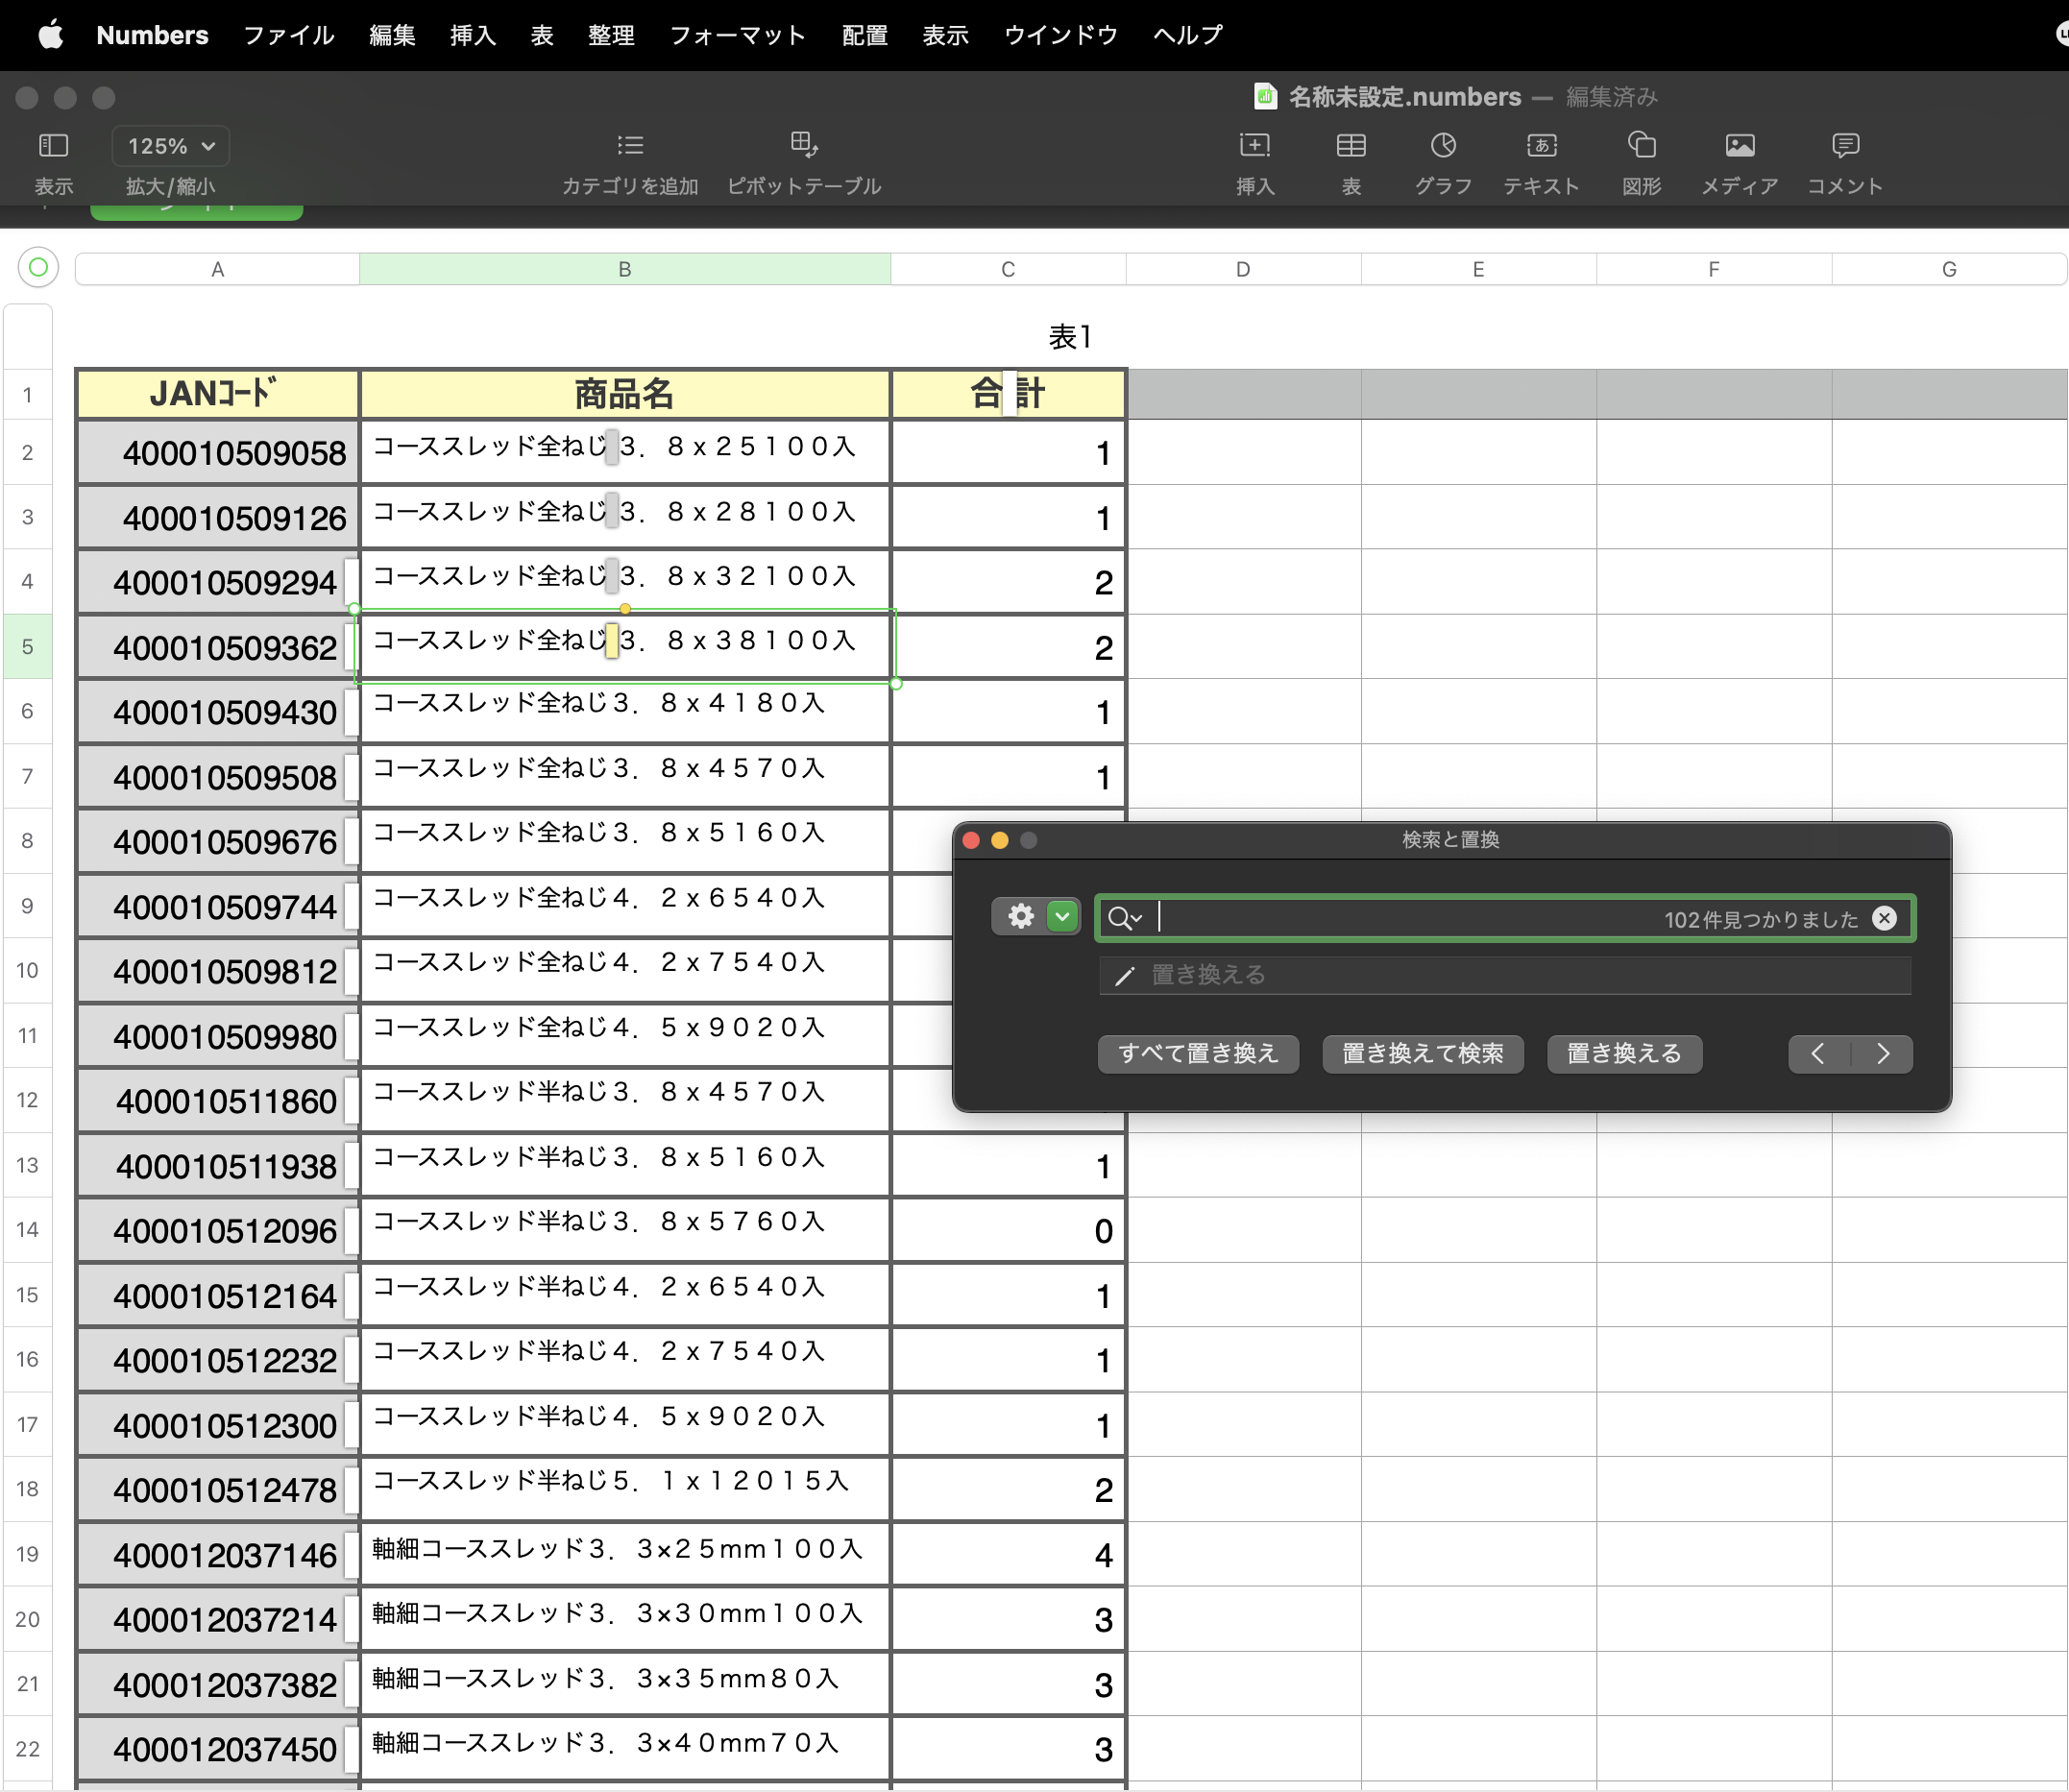 Numbers ファイル 編集 挿入 表 整理 フォーマット 配置 表示 ウインドウ ヘルプ
名称未設定.numbers — 編集済み
125%
表示 拡大/縮小 カテゴリを追加 ピボットテーブル 挿入 表 グラフ テキスト 図形 メディア コメント
A B C D E F G
表1
1 JANｺｰﾄﾞ 商品名 合 計
2 400010509058 コーススレッド全ねじ 3．８ｘ２５１００入 1
3 400010509126 コーススレッド全ねじ 3．８ｘ２８１００入 1
4 400010509294 コーススレッド全ねじ 3．８ｘ３２１００入 2
5 400010509362 コーススレッド全ねじ 3．８ｘ３８１００入 2
6 400010509430 コーススレッド全ねじ３．８ｘ４１８０入 1
7 400010509508 コーススレッド全ねじ３．８ｘ４５７０入 1
8 400010509676 コーススレッド全ねじ３．８ｘ５１６０入
9 400010509744 コーススレッド全ねじ４．２ｘ６５４０入
10 400010509812 コーススレッド全ねじ４．２ｘ７５４０入
11 400010509980 コーススレッド全ねじ４．５ｘ９０２０入
12 400010511860 コーススレッド半ねじ３．８ｘ４５７０入
13 400010511938 コーススレッド半ねじ３．８ｘ５１６０入 1
14 400010512096 コーススレッド半ねじ３．８ｘ５７６０入 0
15 400010512164 コーススレッド半ねじ４．２ｘ６５４０入 1
16 400010512232 コーススレッド半ねじ４．２ｘ７５４０入 1
17 400010512300 コーススレッド半ねじ４．５ｘ９０２０入 1
18 400010512478 コーススレッド半ねじ５．１ｘ１２０１５入 2
19 400012037146 軸細コーススレッド３．３×２５ｍｍ１００入 4
20 400012037214 軸細コーススレッド３．３×３０ｍｍ１００入 3
21 400012037382 軸細コーススレッド３．３×３５ｍｍ８０入 3
22 400012037450 軸細コーススレッド３．３×４０ｍｍ７０入 3
検索と置換
102件見つかりました
置き換える
すべて置き換え 置き換えて検索 置き換える